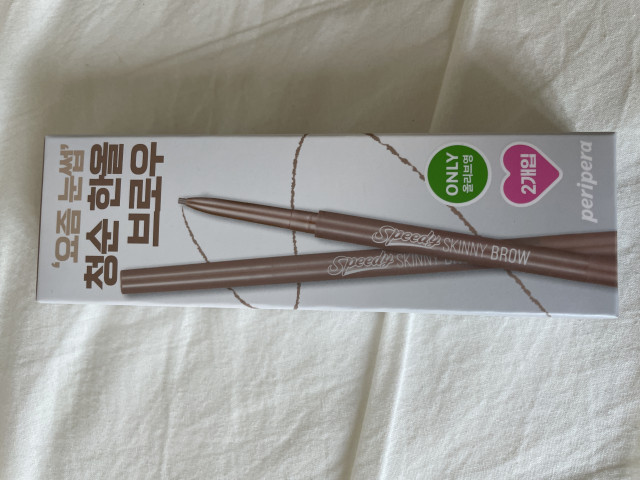 peripera
ONLY
올리브영
2개입
'요즘 눈썹'
청순 한올
브로우
Speedy SKINNY BROW
Speedy SKINNY BR